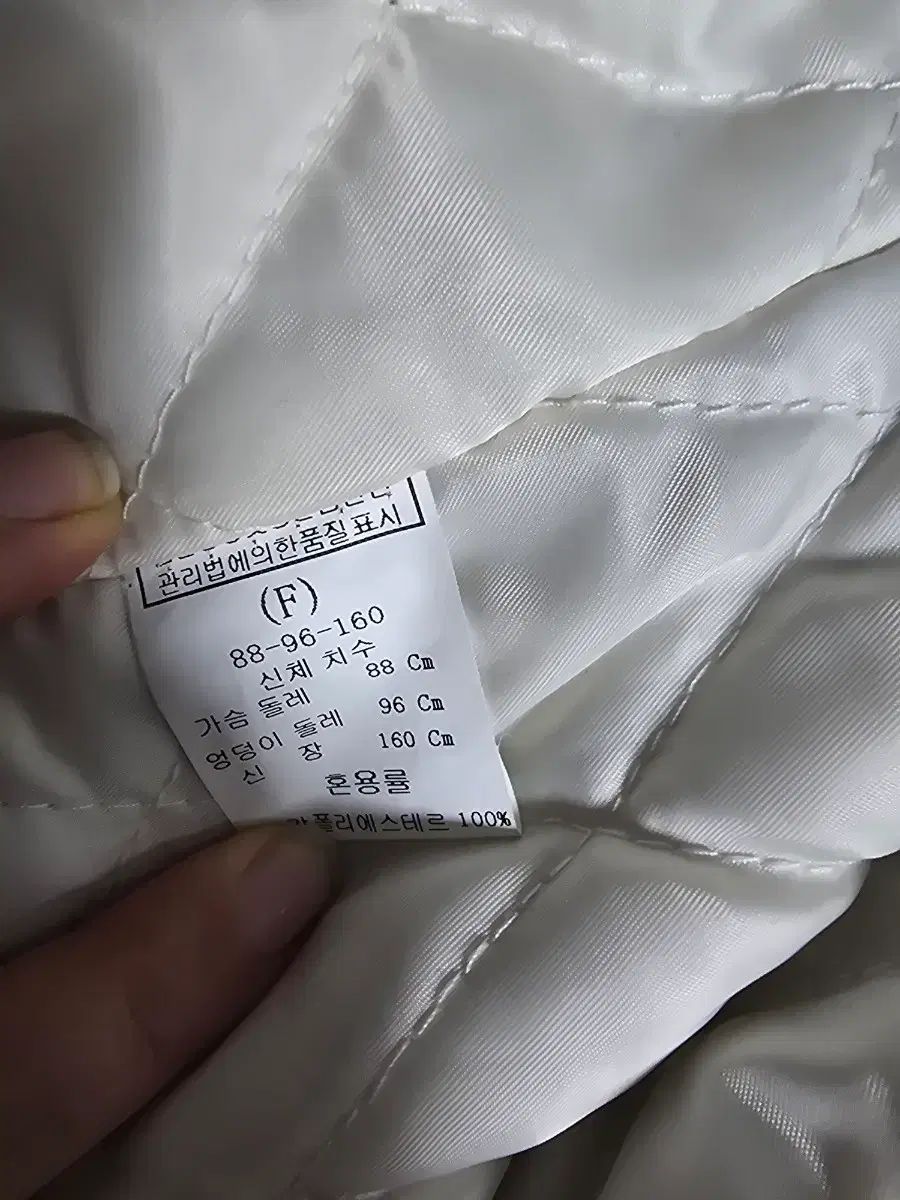 관리법에의한품질표시
(F)
88-96-160
신체 치수
가슴 둘레 88 Cm
엉덩이 둘레 96 Cm
신 장 160 Cm
혼용률
폴리에스테르 100%